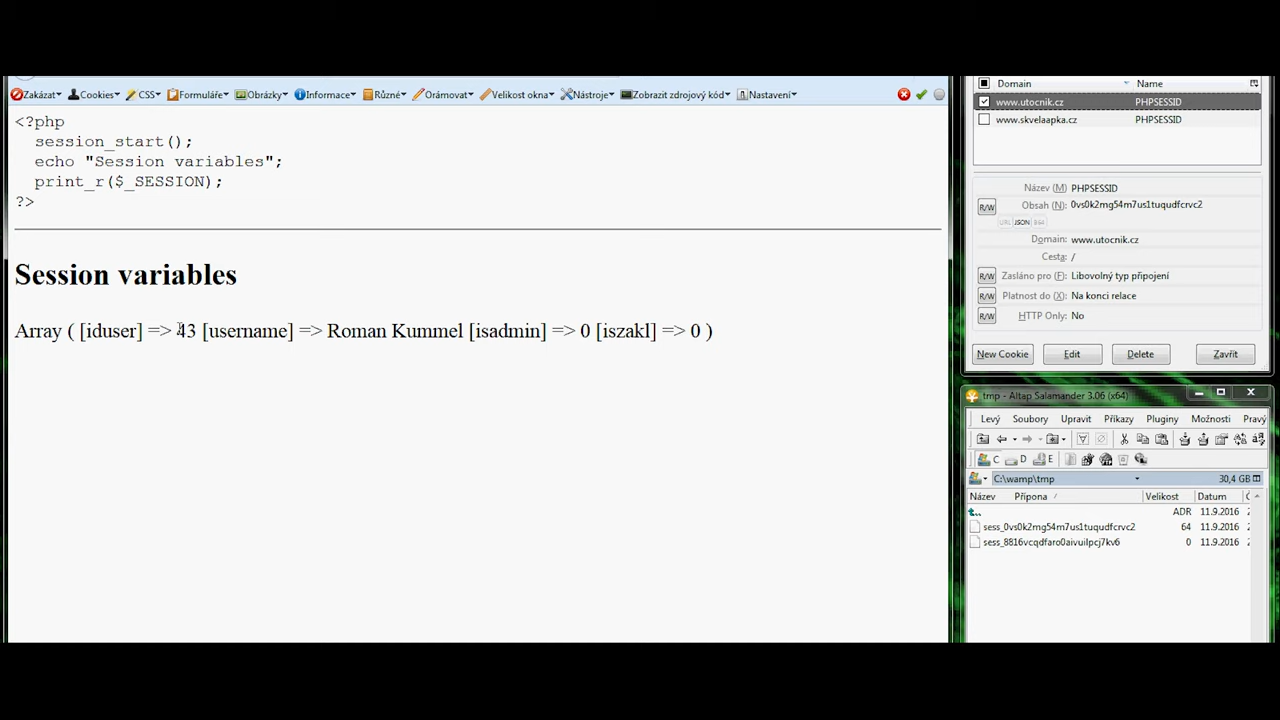 Zakázat Cookies CSS Formuláře Obrázky Informace Různé Orámovat Velikost okna Nástroje Zobrazit zdrojový kód Nastavení
<?php
session_start();
echo "Session variables";
print_r($_SESSION);
?>
Session variables
Array ( [iduser] => 43 [username] => Roman Kummel [isadmin] => 0 [iszakl] => 0 )
Domain Name
www.utocnik.cz PHPSESSID
www.skvelaapka.cz PHPSESSID
Název (M) PHPSESSID
R/W Obsah (N): 0vs0k2mg54m7us1tuqudfcrvc2
URL JSON B64
Domain: www.utocnik.cz
Cesta: /
R/W Zasláno pro (F): Libovolný typ připojení
R/W Platnost do (X): Na konci relace
R/W HTTP Only: No
New Cookie Edit Delete Zavřít
tmp - Altap Salamander 3.06 (x64)
Levý Soubory Upravit Příkazy Pluginy Možnosti Pravý
C D E
C:\wamp\tmp 30,4 GB
Název Přípona Velikost Datum
.. ADR 11.9.2016
sess_0vs0k2mg54m7us1tuqudfcrvc2 64 11.9.2016
sess_8816vcqdfaro0aivuilpcj7kv6 0 11.9.2016